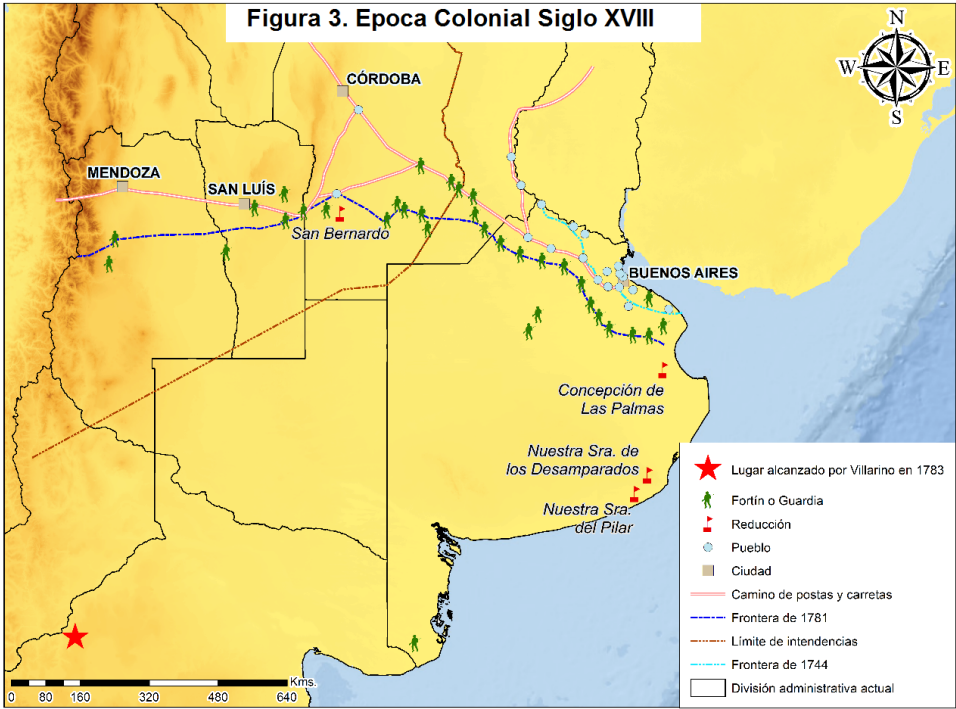 Figura 3. Epoca Colonial Siglo XVIII
N
W
E
S
CÓRDOBA
MENDOZA
SAN LUÍS
San Bernardo
BUENOS AIRES
Concepción de
Las Palmas
Nuestra Sra. de
los Desamparados
Nuestra Sra.
del Pilar
Lugar alcanzado por Villarino en 1783
Fortín o Guardia
Reducción
Pueblo
Ciudad
Camino de postas y carretas
Frontera de 1781
Límite de intendencias
Frontera de 1744
División administrativa actual
Kms.
0 80 160 320 480 640